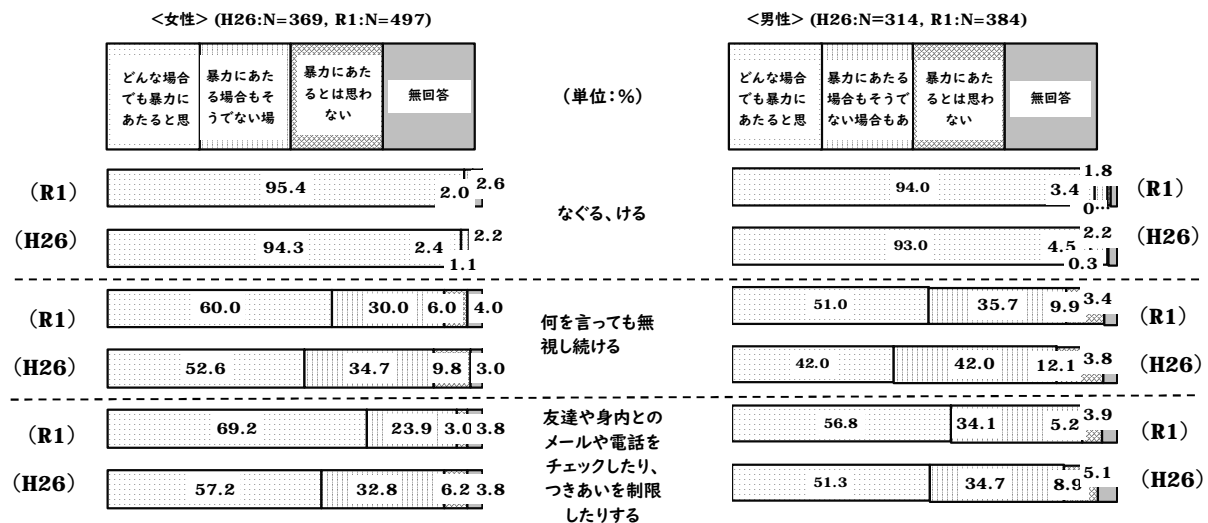 ＜女性＞ (H26:N=369, R1:N=497)
＜男性＞ (H26:N=314, R1:N=384)
どんな場合
でも暴力に
あたると思
暴力にあた
る場合もそ
うでない場
暴力にあた
るとは思わ
ない
無回答
（単位：％）
どんな場合
でも暴力に
あたると思
暴力にあたる
場合もそうで
ない場合もあ
暴力にあた
るとは思わ
ない
無回答
（R1）
95.4
2.0
2.6
なぐる、ける
94.0
3.4
0…
1.8
（R1）
（H26）
94.3
2.4
1.1
2.2
93.0
4.5
0.3
2.2
（H26）
（R1）
60.0
30.0
6.0
4.0
何を言っても無
視し続ける
51.0
35.7
9.9
3.4
（R1）
（H26）
52.6
34.7
9.8
3.0
42.0
42.0
12.1
3.8
（H26）
（R1）
69.2
23.9
3.0
3.8
友達や身内との
メールや電話を
チェックしたり、
つきあいを制限
したりする
56.8
34.1
5.2
3.9
（R1）
（H26）
57.2
32.8
6.2
3.8
51.3
34.7
8.9
5.1
（H26）